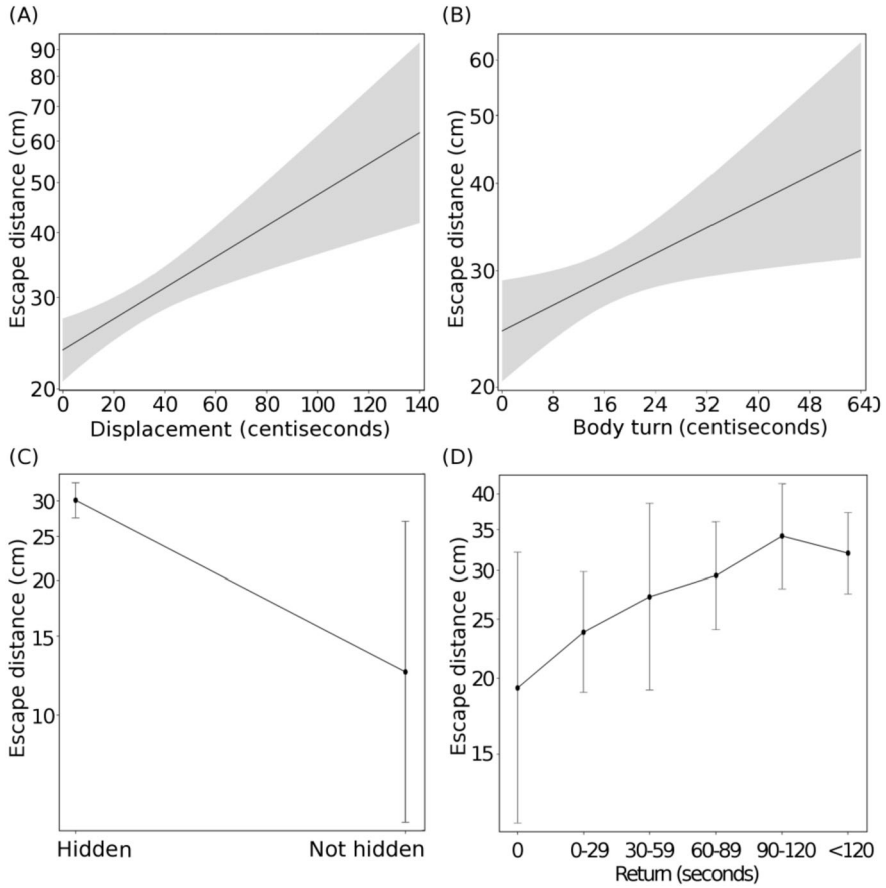 (A)
Escape distance (cm)
90
80
70
60
50
40
30
20
0 20 40 60 80 100 120 140
Displacement (centiseconds)
(B)
Escape distance (cm)
60
50
40
30
20
0 8 16 24 32 40 48 640
Body turn (centiseconds)
(C)
Escape distance (cm)
30
25
20
15
10
Hidden Not hidden
(D)
Escape distance (cm)
40
35
30
25
20
15
0 0-29 30-59 60-89 90-120 <120
Return (seconds)